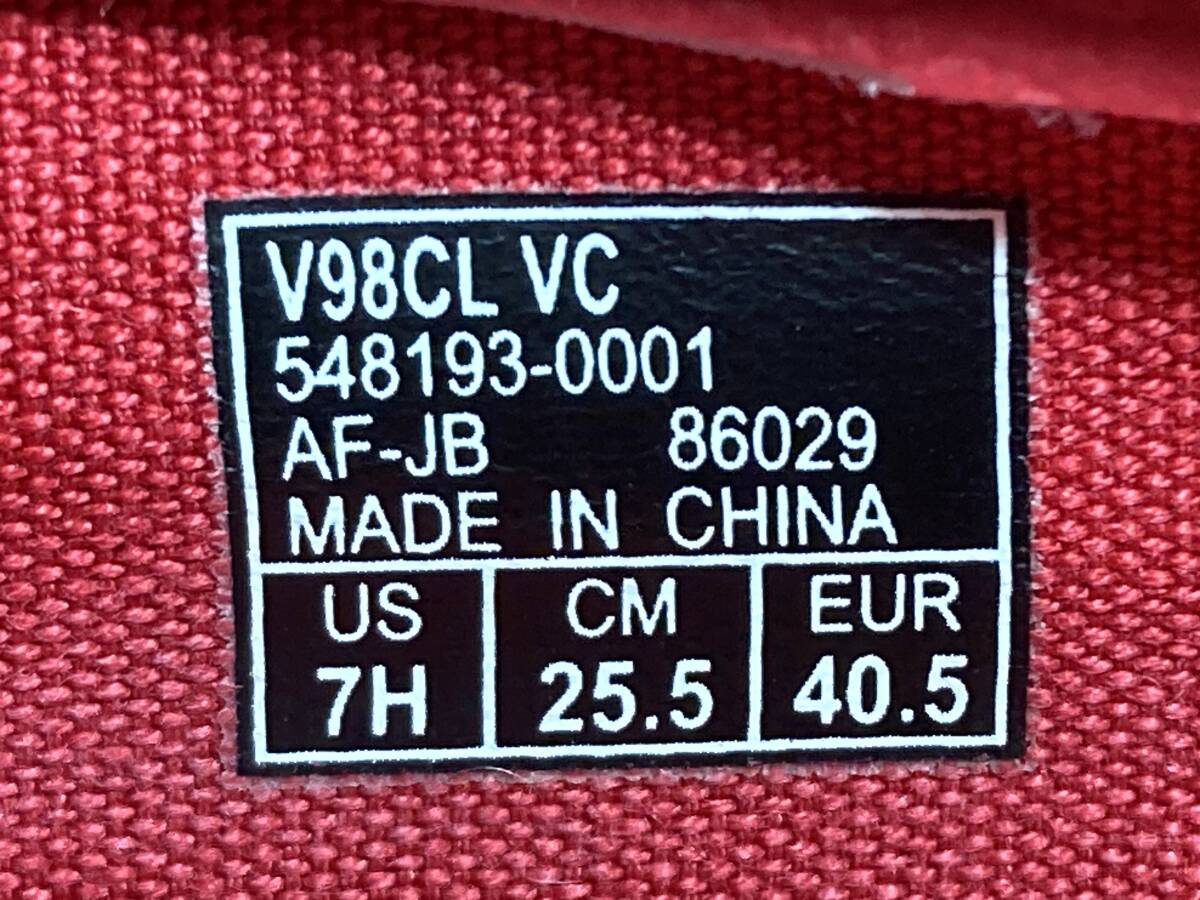 V98CL VC
548193-0001
AF-JB 86029
MADE IN CHINA
US CM EUR
7H 25.5 40.5